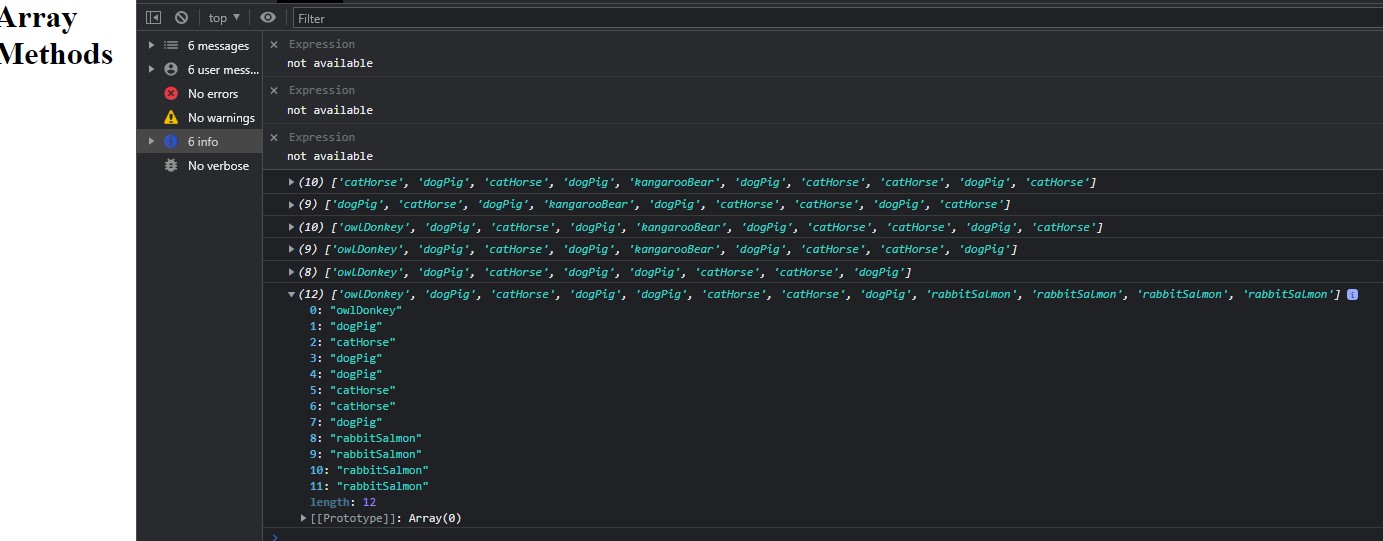 Array
Methods
top
Filter
6 messages
6 user mess...
No errors
No warnings
6 info
No verbose
Expression
not available
Expression
not available
Expression
not available
(10) ['catHorse', 'dogPig', 'catHorse', 'dogPig', 'kangarooBear', 'dogPig', 'catHorse', 'catHorse', 'dogPig', 'catHorse']
(9) ['dogPig', 'catHorse', 'dogPig', 'kangarooBear', 'dogPig', 'catHorse', 'catHorse', 'dogPig', 'catHorse']
(10) ['owlDonkey', 'dogPig', 'catHorse', 'dogPig', 'kangarooBear', 'dogPig', 'catHorse', 'catHorse', 'dogPig', 'catHorse']
(9) ['owlDonkey', 'dogPig', 'catHorse', 'dogPig', 'kangarooBear', 'dogPig', 'catHorse', 'catHorse', 'dogPig']
(8) ['owlDonkey', 'dogPig', 'catHorse', 'dogPig', 'dogPig', 'catHorse', 'catHorse', 'dogPig']
(12) ['owlDonkey', 'dogPig', 'catHorse', 'dogPig', 'dogPig', 'catHorse', 'catHorse', 'dogPig', 'rabbitSalmon', 'rabbitSalmon', 'rabbitSalmon', 'rabbitSalmon']
0: "owlDonkey"
1: "dogPig"
2: "catHorse"
3: "dogPig"
4: "dogPig"
5: "catHorse"
6: "catHorse"
7: "dogPig"
8: "rabbitSalmon"
9: "rabbitSalmon"
10: "rabbitSalmon"
11: "rabbitSalmon"
length: 12
[[Prototype]]: Array(0)